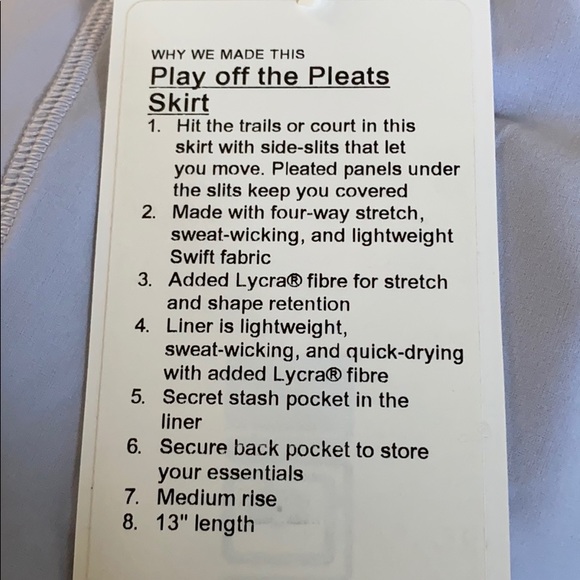 WHY WE MADE THIS
Play off the Pleats
Skirt
1. Hit the trails or court in this
skirt with side-slits that let
you move. Pleated panels under
the slits keep you covered
2. Made with four-way stretch,
sweat-wicking, and lightweight
Swift fabric
3. Added Lycra® fibre for stretch
and shape retention
4. Liner is lightweight,
sweat-wicking, and quick-drying
with added Lycra® fibre
5. Secret stash pocket in the
liner
6. Secure back pocket to store
your essentials
7. Medium rise
8. 13" length